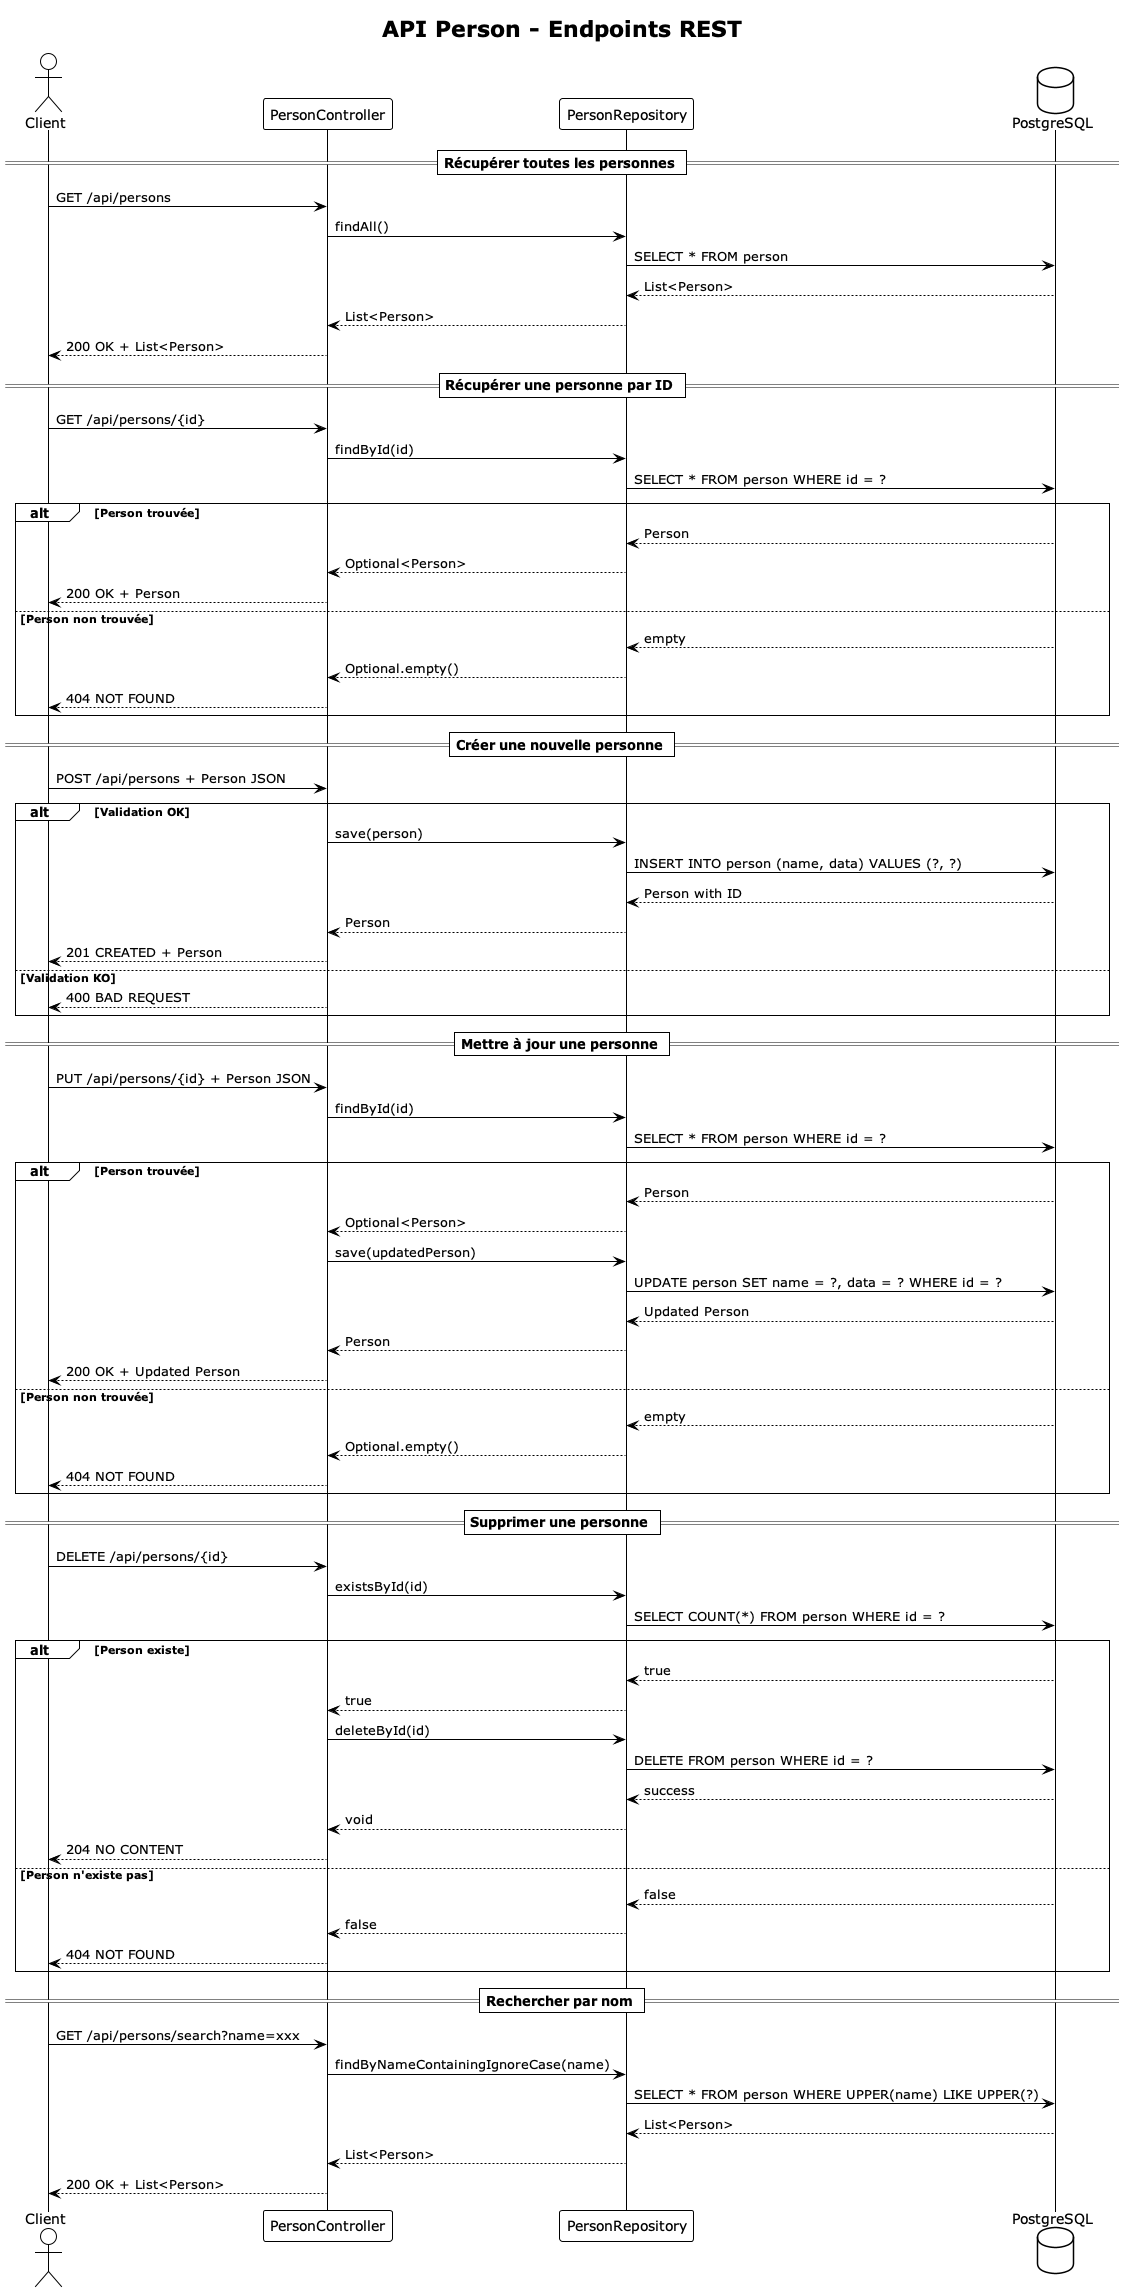 API Person - Endpoints REST
Client
PersonController
PersonRepository
PostgreSQL
Récupérer toutes les personnes
GET /api/persons
findAll()
SELECT * FROM person
List<Person>
List<Person>
200 OK + List<Person>
Récupérer une personne par ID
GET /api/persons/{id}
findById(id)
SELECT * FROM person WHERE id = ?
alt [Person trouvée]
Person
Optional<Person>
200 OK + Person
[Person non trouvée]
empty
Optional.empty()
404 NOT FOUND
Créer une nouvelle personne
POST /api/persons + Person JSON
alt [Validation OK]
save(person)
INSERT INTO person (name, data) VALUES (?, ?)
Person with ID
Person
201 CREATED + Person
[Validation KO]
400 BAD REQUEST
Mettre à jour une personne
PUT /api/persons/{id} + Person JSON
findById(id)
SELECT * FROM person WHERE id = ?
alt [Person trouvée]
Person
Optional<Person>
save(updatedPerson)
UPDATE person SET name = ?, data = ? WHERE id = ?
Updated Person
Person
200 OK + Updated Person
[Person non trouvée]
empty
Optional.empty()
404 NOT FOUND
Supprimer une personne
DELETE /api/persons/{id}
existsById(id)
SELECT COUNT(*) FROM person WHERE id = ?
alt [Person existe]
true
true
deleteById(id)
DELETE FROM person WHERE id = ?
success
void
204 NO CONTENT
[Person n'existe pas]
false
false
404 NOT FOUND
Rechercher par nom
GET /api/persons/search?name=xxx
findByNameContainingIgnoreCase(name)
SELECT * FROM person WHERE UPPER(name) LIKE UPPER(?)
List<Person>
List<Person>
200 OK + List<Person>
Client
PersonController
PersonRepository
PostgreSQL